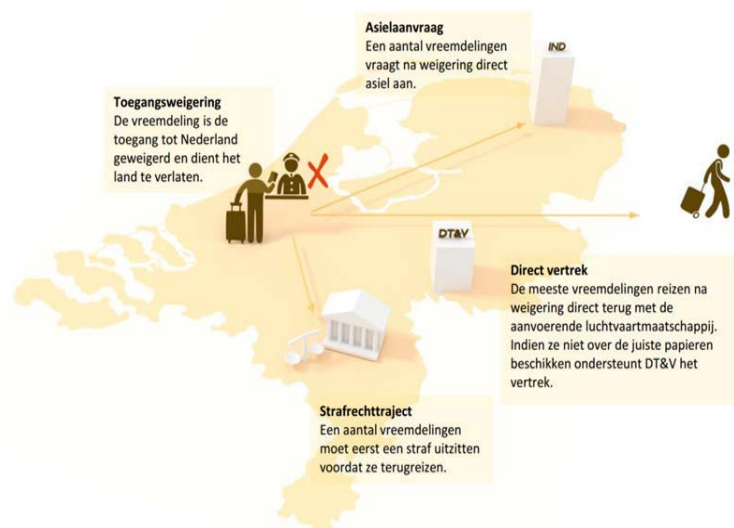 Asielaanvraag
Een aantal vreemdelingen
vraagt na weigering direct
asiel aan.
IND
Toegangsweigering
De vreemdeling is de
toegang tot Nederland
geweigerd en dient het
land te verlaten.
DT&V
Direct vertrek
De meeste vreemdelingen reizen na
weigering direct terug met de
aanvoerende luchtvaartmaatschappij.
Indien ze niet over de juiste papieren
beschikken ondersteunt DT&V het
vertrek.
Strafrechttraject
Een aantal vreemdelingen
moet eerst een straf uitzitten
voordat ze terugreizen.